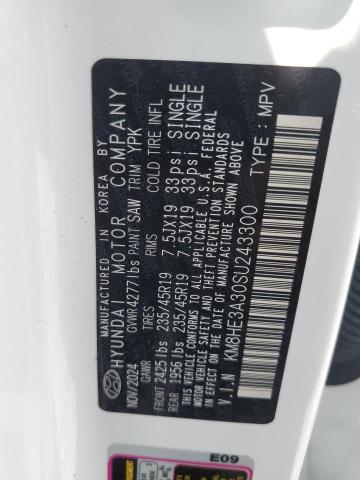 MANUFACTURED BY IN KOREA BY
HYUNDAI MOTOR COMPANY
NOV/2024 GVWR4277lbs PAINT SAW TRIM YPK
GAWR TIRE RIMS COLD TIRE INFL
FRONT 2425 lbs 235/45R19 7.5JX19 33psi SINGLE
REAR 1956 lbs 235/45R19 7.5JX19 33psi SINGLE
THIS VEHICLE CONFORMS TO ALL APPLICABLE U.S.A. FEDERAL
MOTOR VEHICLE SAFETY, BUMPER, AND THEFT PREVENTION
STANDARDS IN EFFECT ON THE DATE OF MANUFACTURE SHOWN ABOVE.
V.I.N KM8HE3A30SU243300 TYPE : MPV
E09